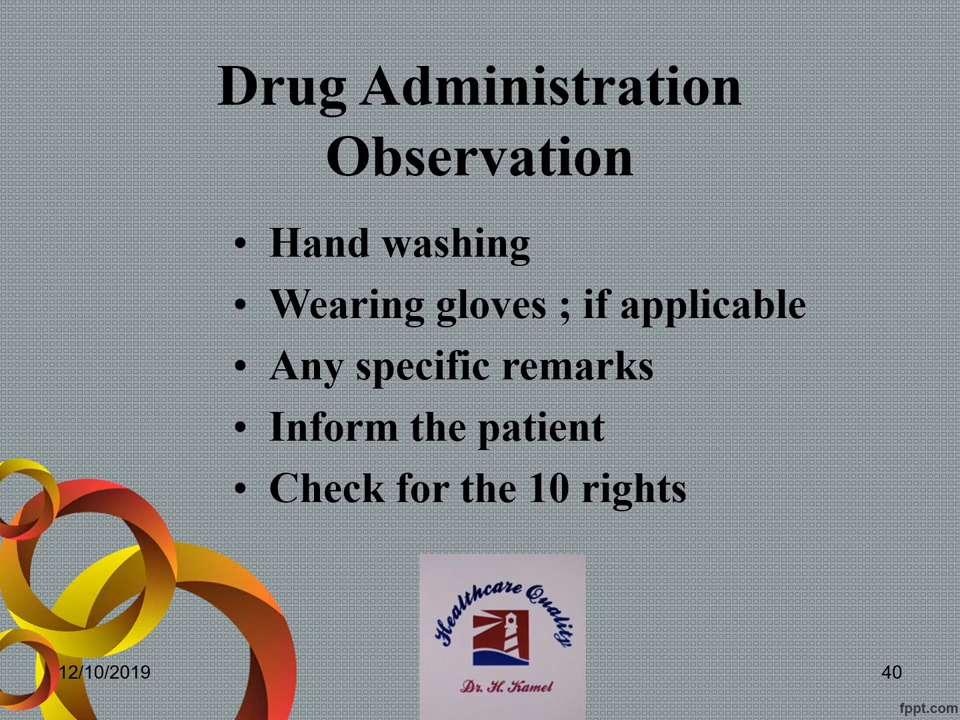 Drug Administration
Observation
• Hand washing
• Wearing gloves ; if applicable
• Any specific remarks
• Inform the patient
• Check for the 10 rights
Healthcare Quality
Dr. H. Kamel
12/10/2019
40
fppt.com